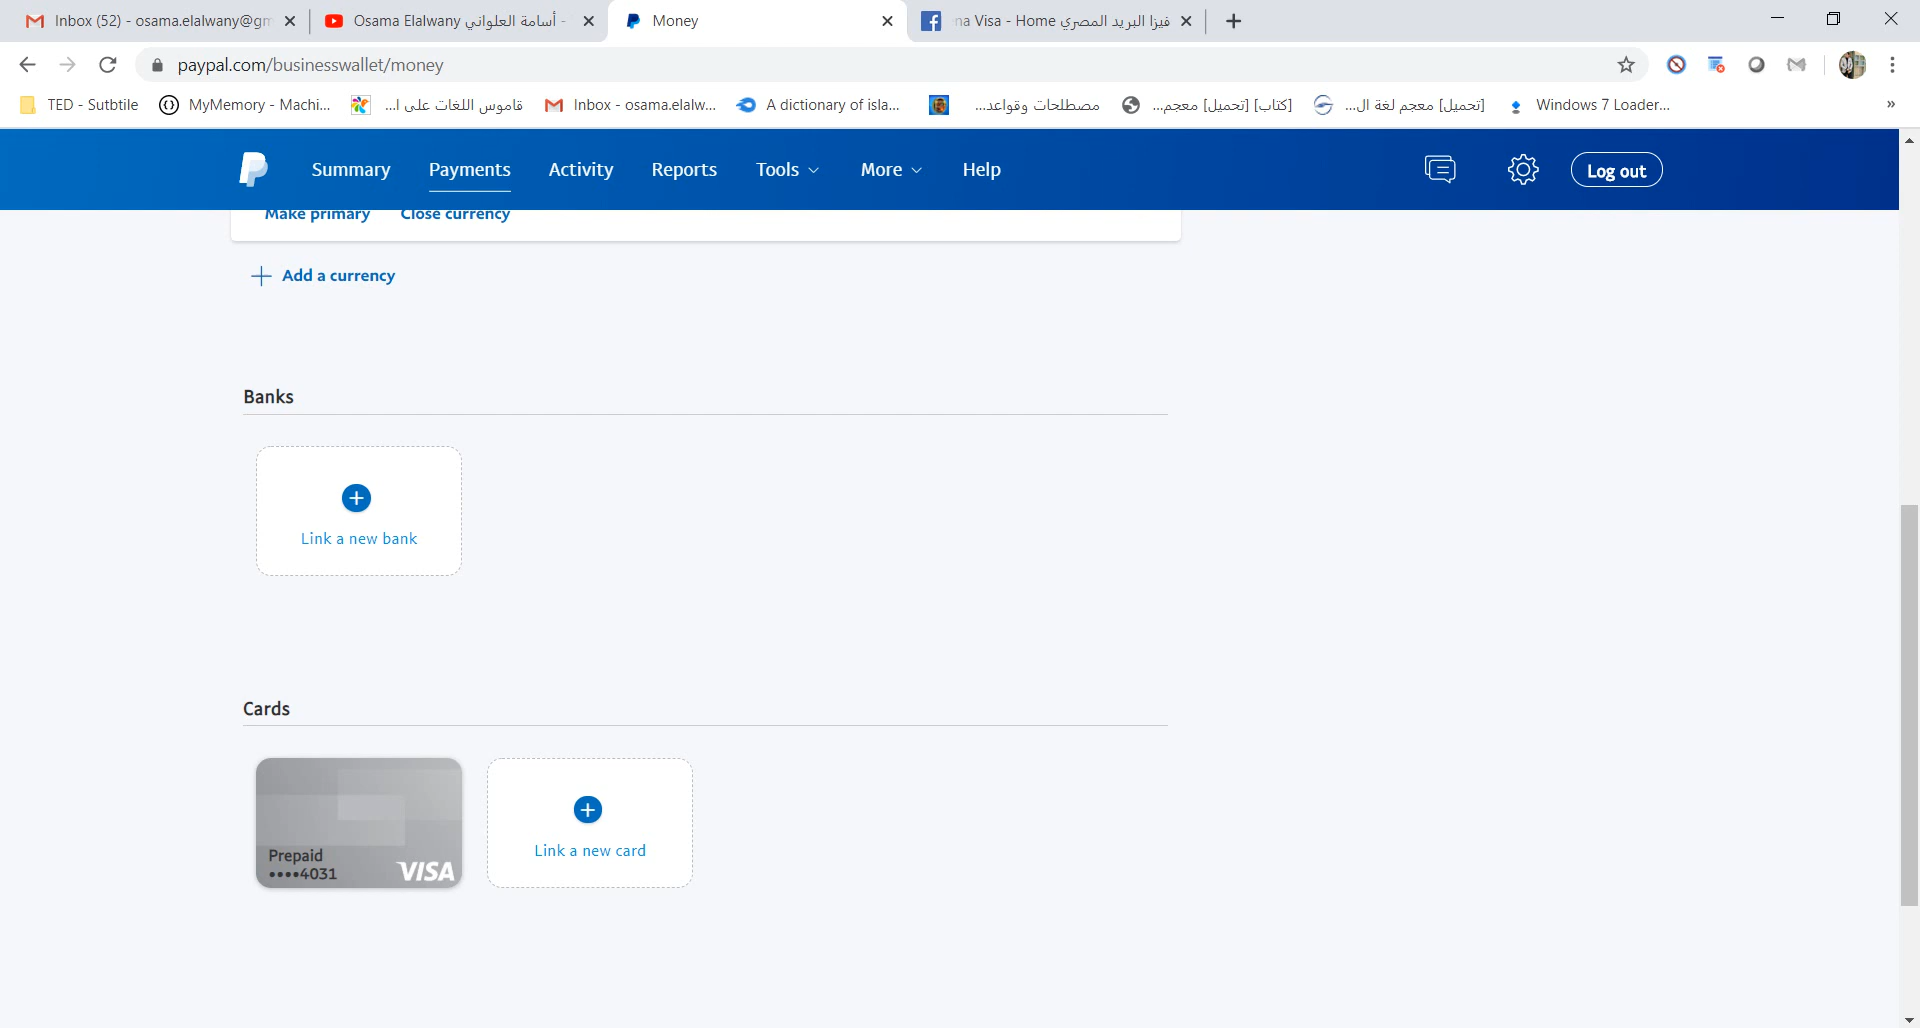 Inbox (52) - osama.elalwany@gm
Osama Elalwany أسامة العلواني -
Money
na Visa - Home فيزا البريد المصري
paypal.com/businesswallet/money
TED - Subtbile
MyMemory - Machi...
قاموس اللغات على ا...
Inbox - osama.elalw...
A dictionary of isla...
مصطلحات وقواعد...
[كتاب] [تحميل] معجم...
[تحميل] معجم لغة ال...
Windows 7 Loader...
»
Summary
Payments
Activity
Reports
Tools
More
Help
Log out
Make primary
Close currency
Add a currency
Banks
Link a new bank
Cards
Prepaid
••••4031
VISA
Link a new card